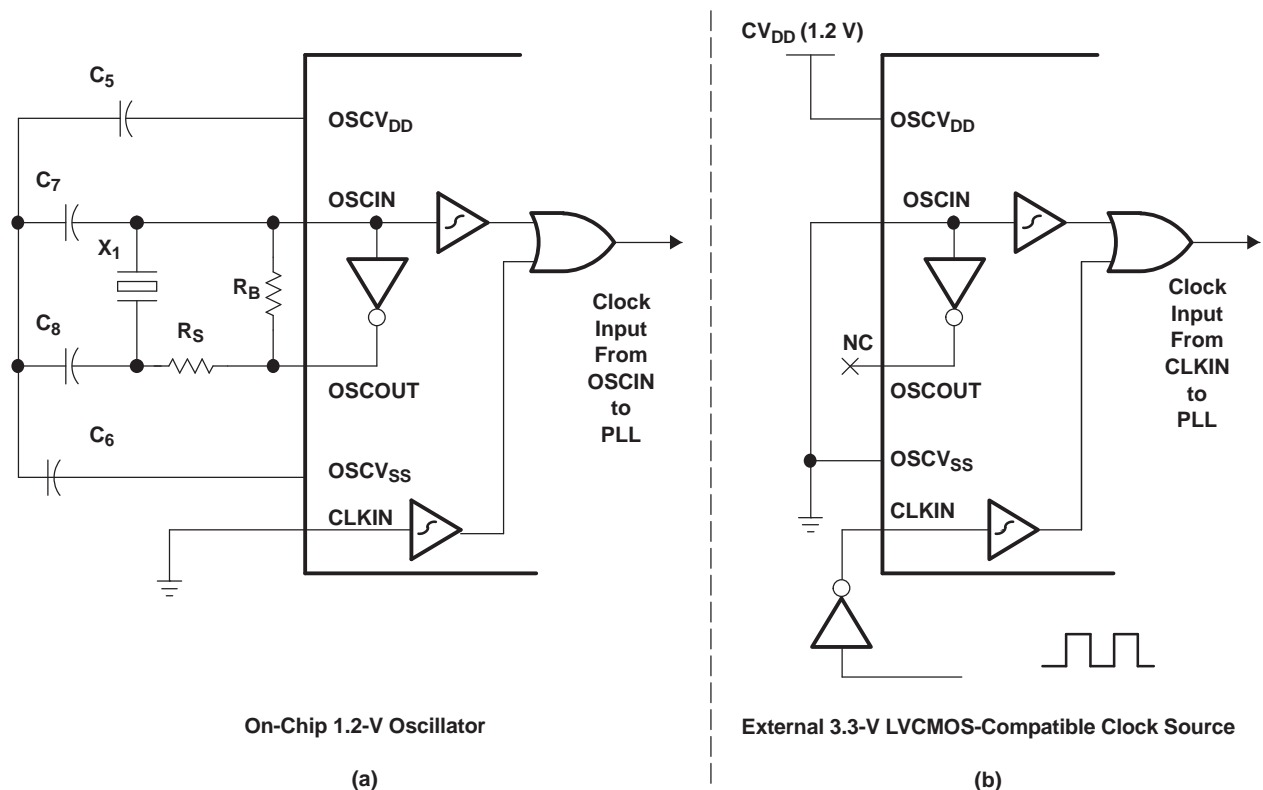 C5
OSCVDD
C7
OSCIN
X1
RB
C8
RS
OSCOUT
Clock
Input
From
OSCIN
to
PLL
C6
OSCVSS
CLKIN
On-Chip 1.2-V Oscillator
(a)
CVDD (1.2 V)
OSCVDD
OSCIN
NC
OSCOUT
Clock
Input
From
CLKIN
to
PLL
OSCVSS
CLKIN
External 3.3-V LVCMOS-Compatible Clock Source
(b)